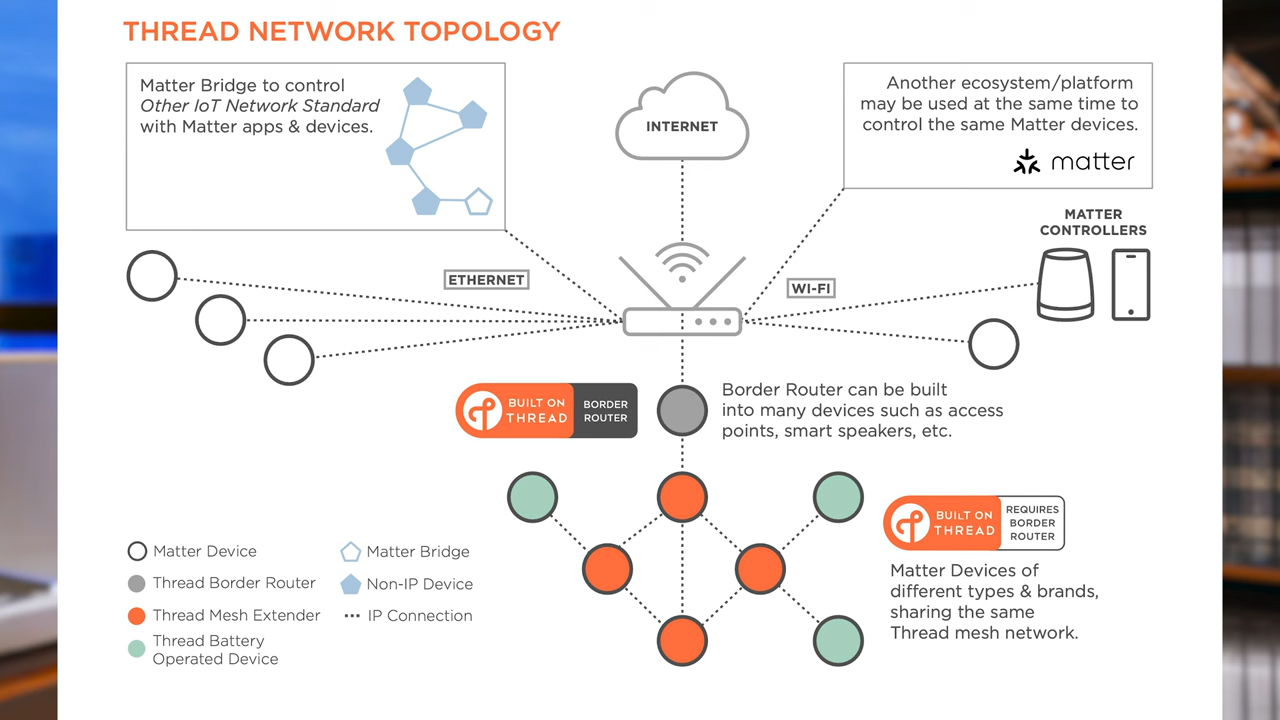 THREAD NETWORK TOPOLOGY
Matter Bridge to control
Other IoT Network Standard
with Matter apps & devices.
INTERNET
Another ecosystem/platform
may be used at the same time to
control the same Matter devices.
matter
MATTER
CONTROLLERS
ETHERNET
WI-FI
BUILT ON
THREAD
BORDER
ROUTER
Border Router can be built
into many devices such as access
points, smart speakers, etc.
BUILT ON
THREAD
REQUIRES
BORDER
ROUTER
Matter Devices of
different types & brands,
sharing the same
Thread mesh network.
Matter Device
Thread Border Router
Thread Mesh Extender
Thread Battery
Operated Device
Matter Bridge
Non-IP Device
IP Connection